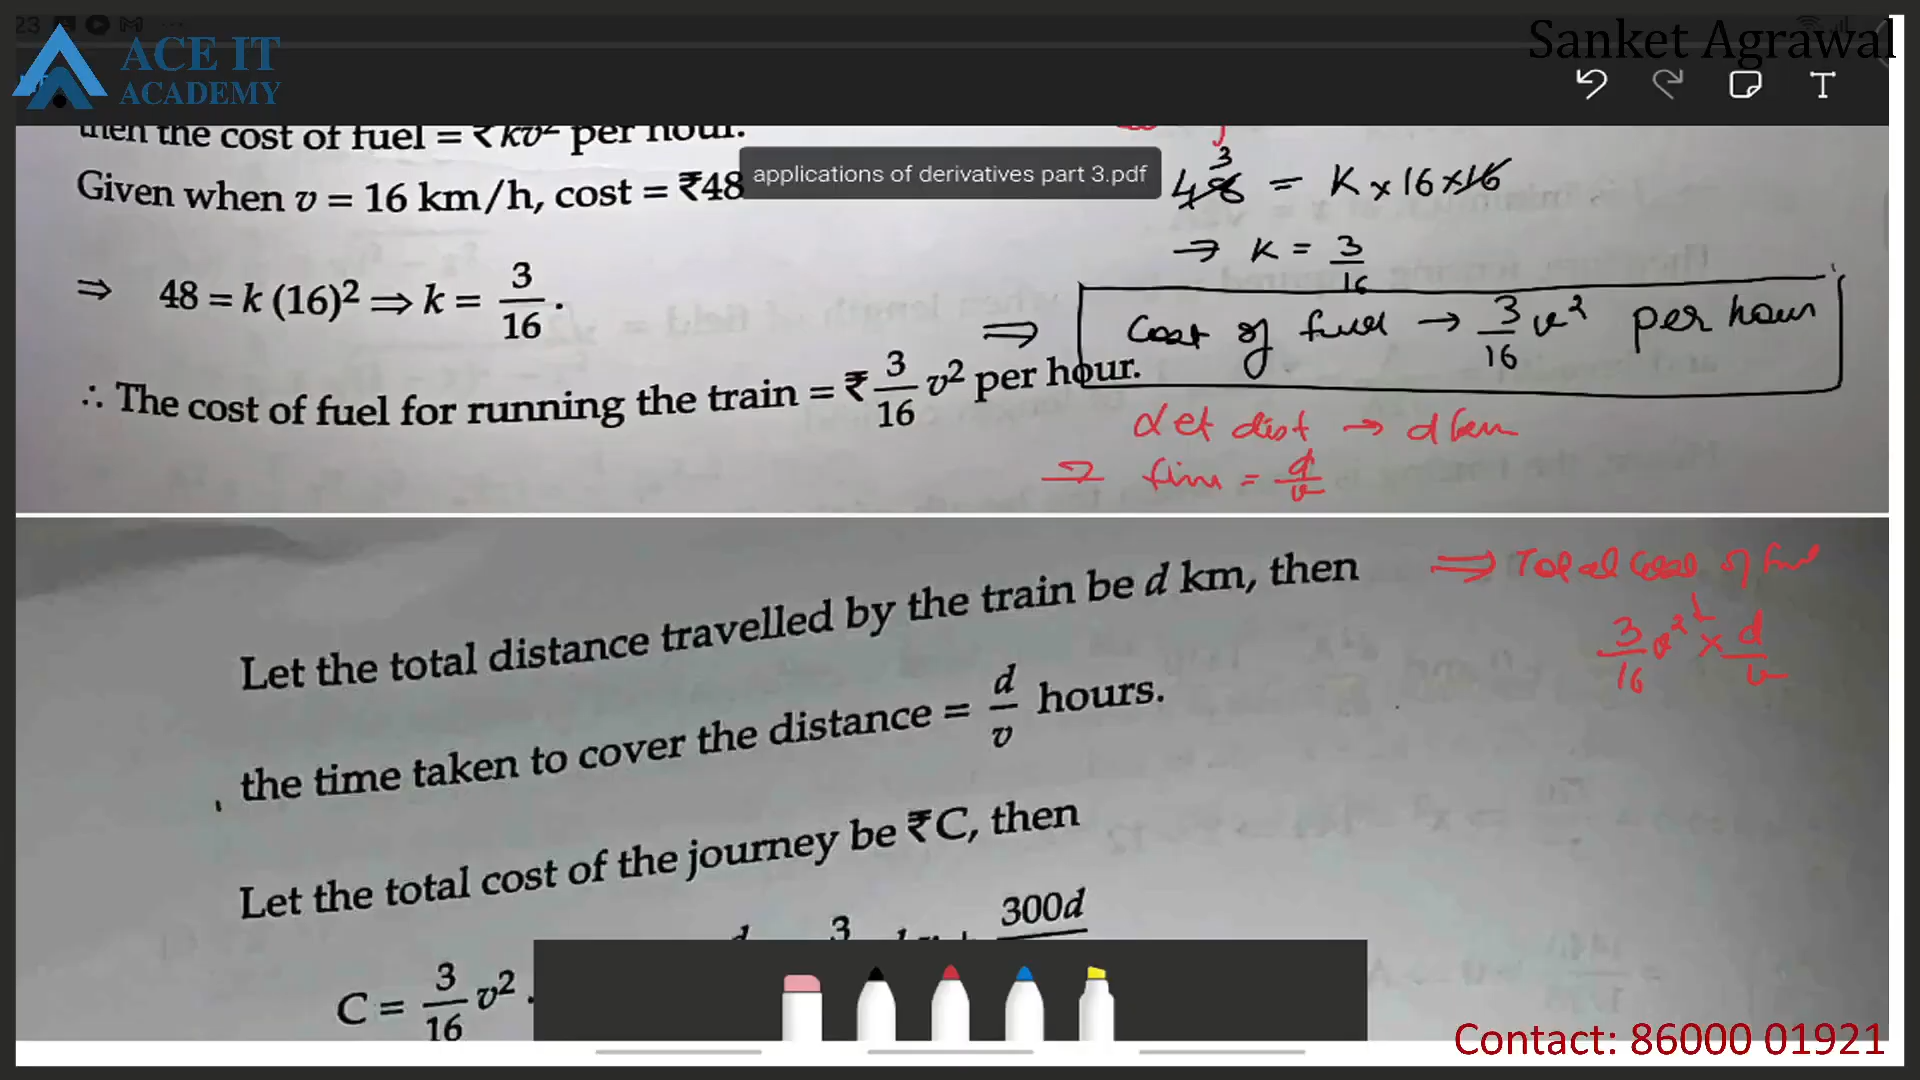 23
ACE IT
ACADEMY
Sanket Agrawal
T
then the cost of fuel = ₹kv² per hour.
applications of derivatives part 3.pdf
Given when v = 16 km/h, cost = ₹48
3
48 = K × 16 × 16
⇒ K = 3/16
⇒ 48 = k (16)² ⇒ k = 3/16.
⇒ Cost of fuel → 3/16 v² per hour
∴ The cost of fuel for running the train = ₹ 3/16 v² per hour.
Let dist → d km
⇒ time = d/v
⇒ Total Cost of fuel
3/16 v² × d/v
Let the total distance travelled by the train be d km, then
the time taken to cover the distance = d/v hours.
Let the total cost of the journey be ₹C, then
300d
C = 3/16 v² .
Contact: 86000 01921